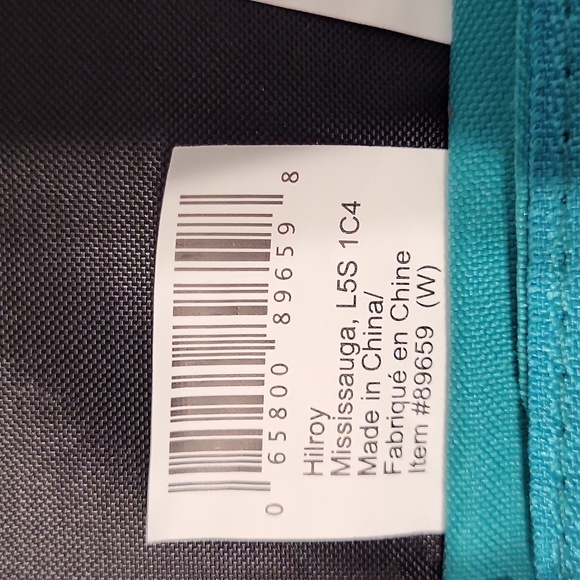 0 65800 89659 8
Hilroy
Mississauga, L5S 1C4
Made in China/
Fabriqué en Chine
Item #89659 (W)